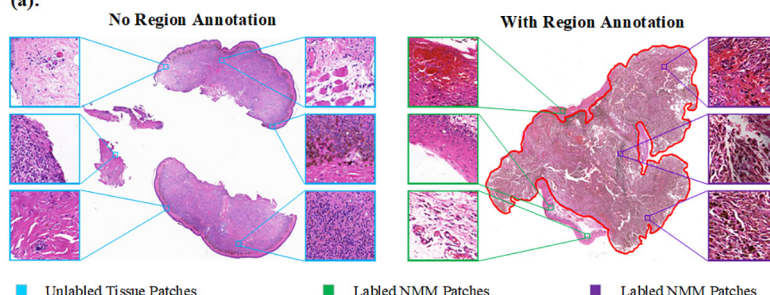 (a).
No Region Annotation
With Region Annotation
Unlabled Tissue Patches
Labled NMM Patches
Labled NMM Patches